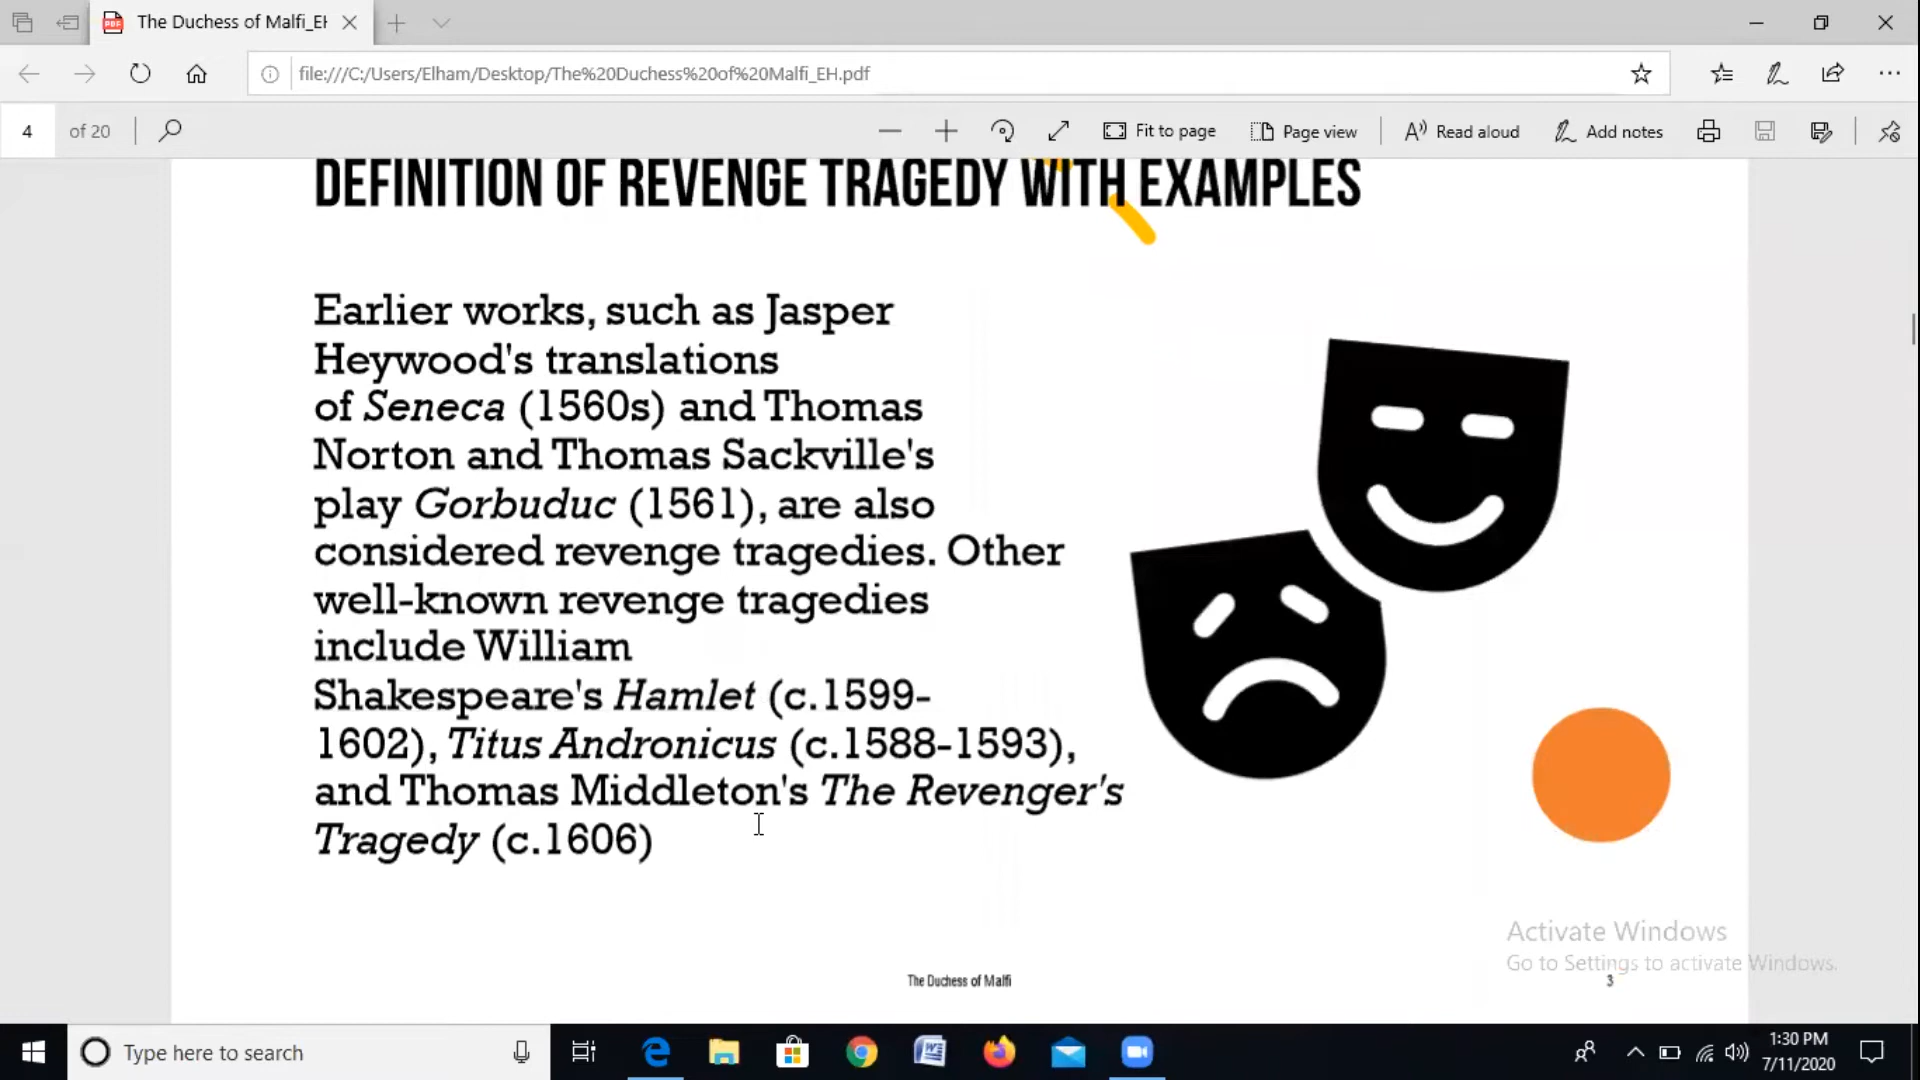 The Duchess of Malfi_EH
file:///C:/Users/Elham/Desktop/The%20Duchess%20of%20Malfi_EH.pdf
4 of 20
Fit to page
Page view
Read aloud
Add notes
DEFINITION OF REVENGE TRAGEDY WITH EXAMPLES
Earlier works, such as Jasper
Heywood's translations
of Seneca (1560s) and Thomas
Norton and Thomas Sackville's
play Gorbuduc (1561), are also
considered revenge tragedies. Other
well-known revenge tragedies
include William
Shakespeare's Hamlet (c.1599-
1602), Titus Andronicus (c.1588-1593),
and Thomas Middleton's The Revenger's
Tragedy (c.1606)
Activate Windows
Go to Settings to activate Windows.
The Duchess of Malfi
3
Type here to search
1:30 PM
7/11/2020